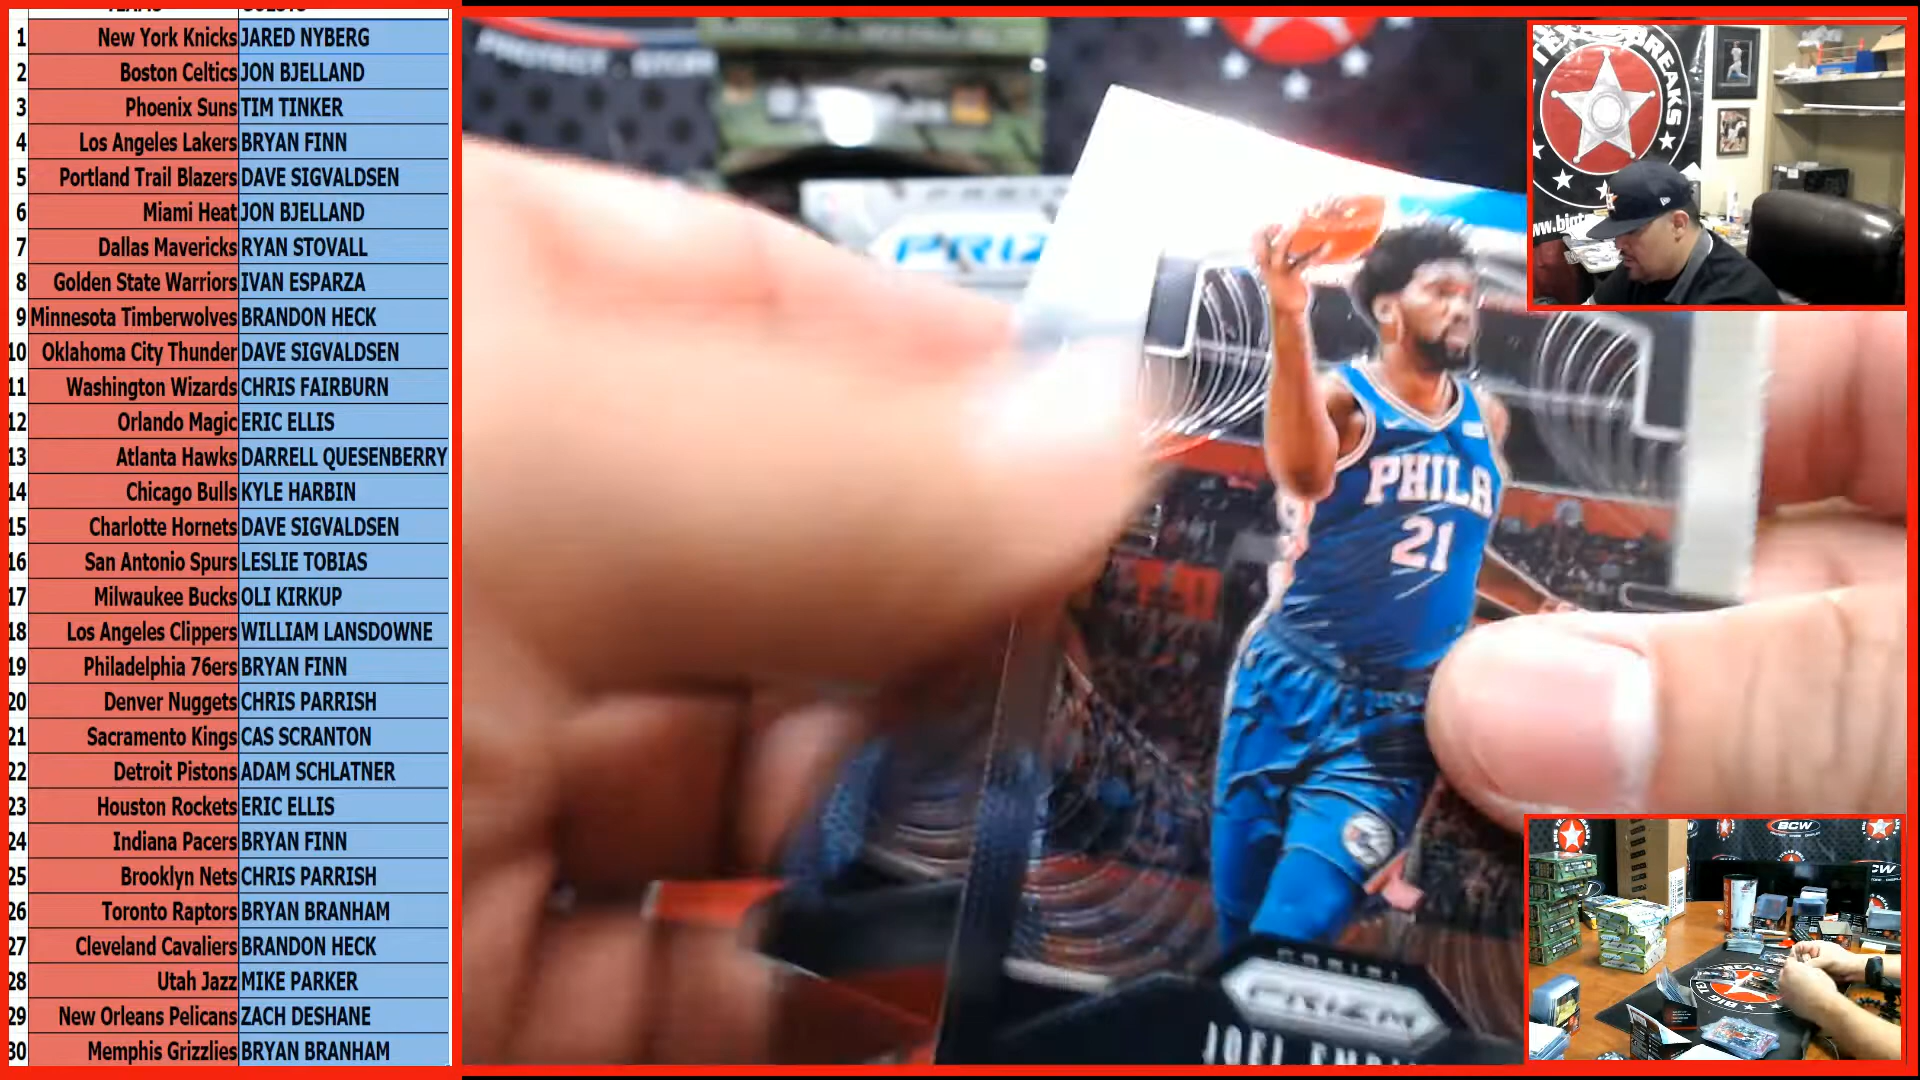 1 New York Knicks JARED NYBERG
2 Boston Celtics JON BJELLAND
3 Phoenix Suns TIM TINKER
4 Los Angeles Lakers BRYAN FINN
5 Portland Trail Blazers DAVE SIGVALDSEN
6 Miami Heat JON BJELLAND
7 Dallas Mavericks RYAN STOVALL
8 Golden State Warriors IVAN ESPARZA
9 Minnesota Timberwolves BRANDON HECK
10 Oklahoma City Thunder DAVE SIGVALDSEN
11 Washington Wizards CHRIS FAIRBURN
12 Orlando Magic ERIC ELLIS
13 Atlanta Hawks DARRELL QUESENBERRY
14 Chicago Bulls KYLE HARBIN
15 Charlotte Hornets DAVE SIGVALDSEN
16 San Antonio Spurs LESLIE TOBIAS
17 Milwaukee Bucks OLI KIRKUP
18 Los Angeles Clippers WILLIAM LANSDOWNE
19 Philadelphia 76ers BRYAN FINN
20 Denver Nuggets CHRIS PARRISH
21 Sacramento Kings CAS SCRANTON
22 Detroit Pistons ADAM SCHLATNER
23 Houston Rockets ERIC ELLIS
24 Indiana Pacers BRYAN FINN
25 Brooklyn Nets CHRIS PARRISH
26 Toronto Raptors BRYAN BRANHAM
27 Cleveland Cavaliers BRANDON HECK
28 Utah Jazz MIKE PARKER
29 New Orleans Pelicans ZACH DESHANE
30 Memphis Grizzlies BRYAN BRANHAM
PROTECT
PRIZ
PHILA
21
PRIZM
JOEL
BREAKS
www.bigt
BCW